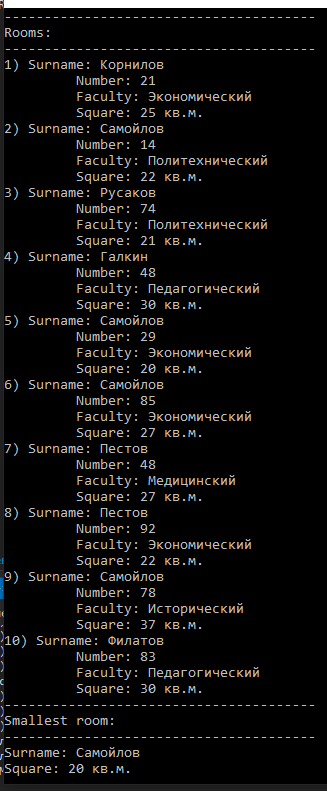 ---------------------------------------
Rooms:
---------------------------------------
1) Surname: Корнилов
Number: 21
Faculty: Экономический
Square: 25 кв.м.
2) Surname: Самойлов
Number: 14
Faculty: Политехнический
Square: 22 кв.м.
3) Surname: Русаков
Number: 74
Faculty: Политехнический
Square: 21 кв.м.
4) Surname: Галкин
Number: 48
Faculty: Педагогический
Square: 30 кв.м.
5) Surname: Самойлов
Number: 29
Faculty: Экономический
Square: 20 кв.м.
6) Surname: Самойлов
Number: 85
Faculty: Экономический
Square: 27 кв.м.
7) Surname: Пестов
Number: 48
Faculty: Медицинский
Square: 27 кв.м.
8) Surname: Пестов
Number: 92
Faculty: Экономический
Square: 22 кв.м.
9) Surname: Самойлов
Number: 78
Faculty: Исторический
Square: 37 кв.м.
10) Surname: Филатов
Number: 83
Faculty: Педагогический
Square: 30 кв.м.
---------------------------------------
Smallest room:
---------------------------------------
Surname: Самойлов
Square: 20 кв.м.